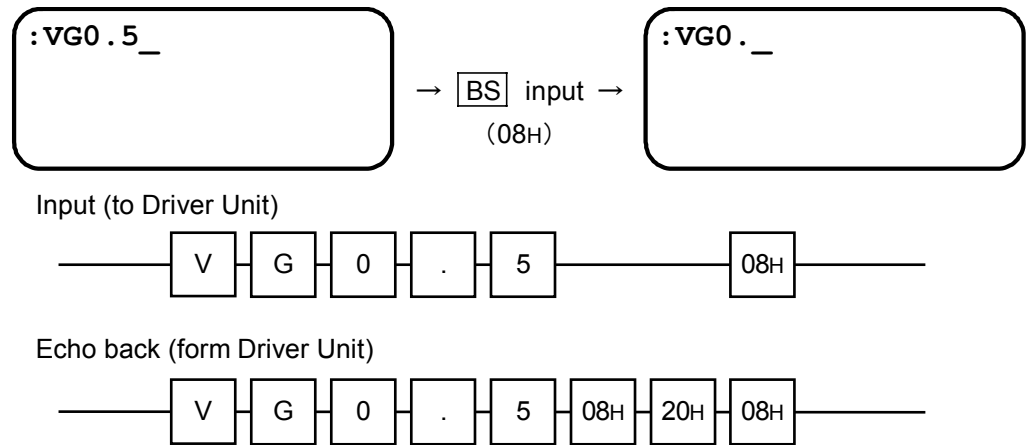 :VG0.5_ :VG0._
→ BS input →
(08H)
Input (to Driver Unit)
V G 0 . 5 08H
Echo back (form Driver Unit)
V G 0 . 5 08H 20H 08H